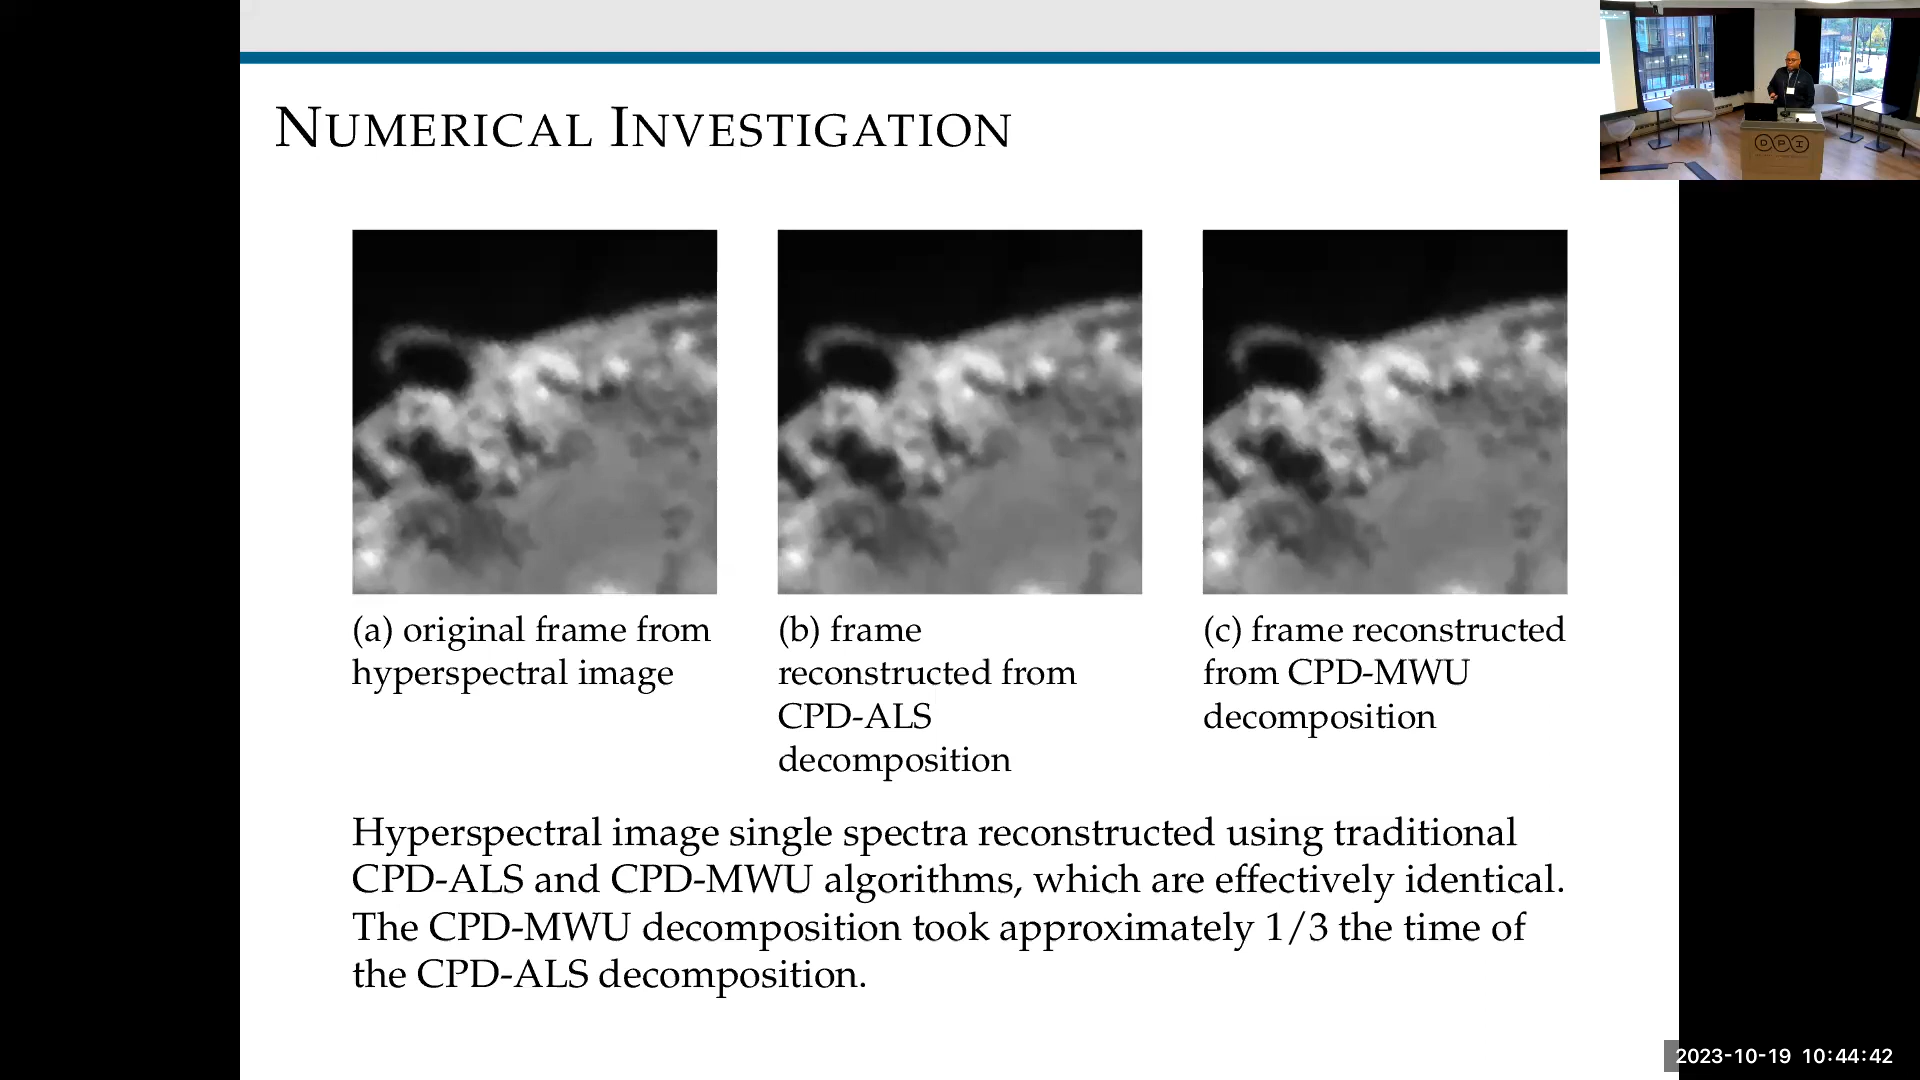 NUMERICAL INVESTIGATION
(a) original frame from
hyperspectral image
(b) frame
reconstructed from
CPD-ALS
decomposition
(c) frame reconstructed
from CPD-MWU
decomposition
Hyperspectral image single spectra reconstructed using traditional
CPD-ALS and CPD-MWU algorithms, which are effectively identical.
The CPD-MWU decomposition took approximately 1/3 the time of
the CPD-ALS decomposition.
DPI
2023-10-19 10:44:42